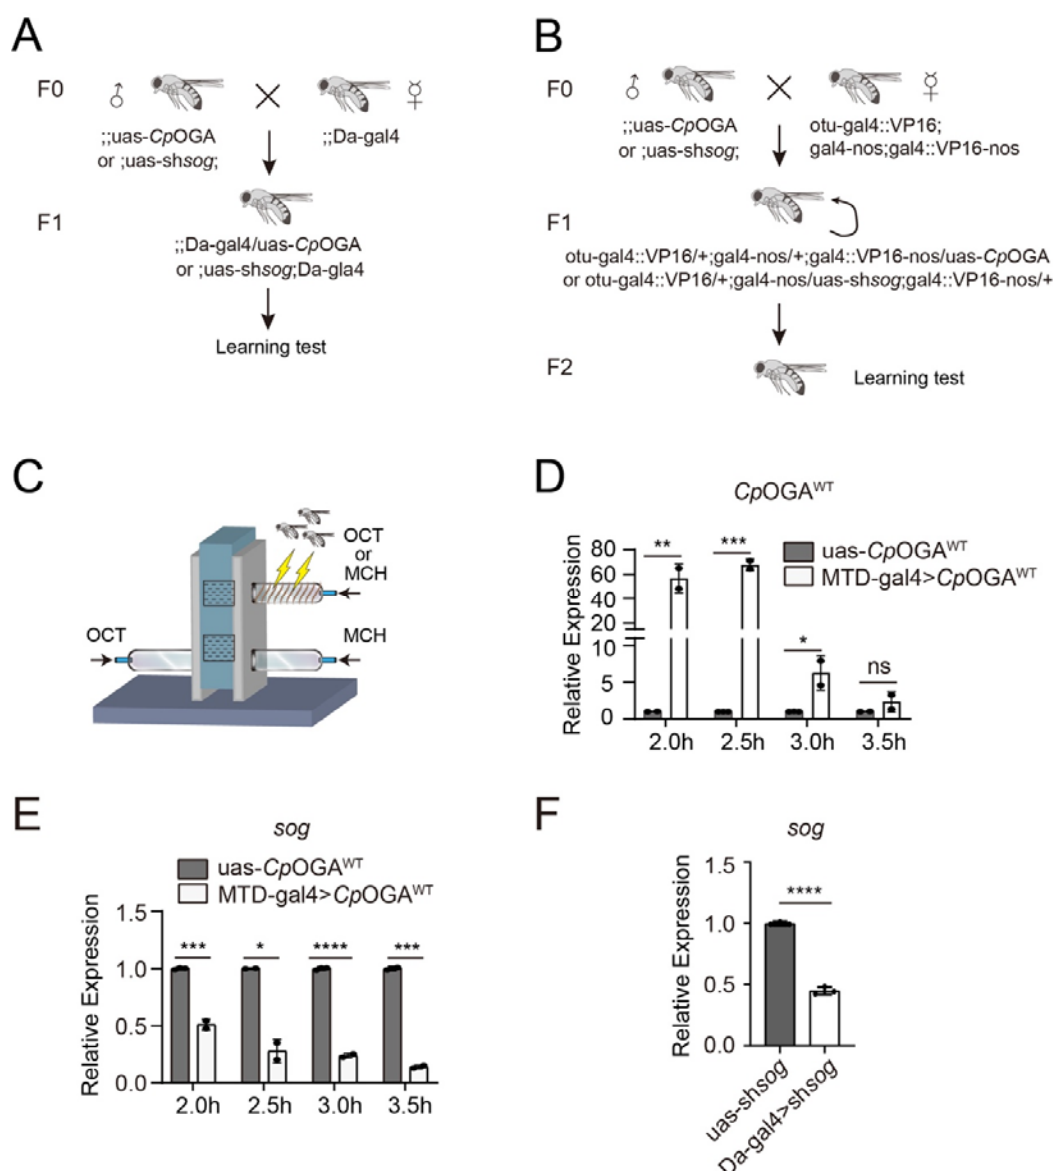 A
F0
♂
☿
;;uas-CpOGA
or ;uas-shsog;
;;Da-gal4
F1
;;Da-gal4/uas-CpOGA
or ;uas-shsog;Da-gla4
Learning test
B
F0
♂
☿
;;uas-CpOGA
or ;uas-shsog;
otu-gal4::VP16;
gal4-nos;gal4::VP16-nos
F1
otu-gal4::VP16/+;gal4-nos/+;gal4::VP16-nos/uas-CpOGA
or otu-gal4::VP16/+;gal4-nos/uas-shsog;gal4::VP16-nos/+
F2
Learning test
C
OCT
or
MCH
OCT
MCH
D
CpOGAWT
uas-CpOGAWT
MTD-gal4>CpOGAWT
Relative Expression
80
60
40
20
10
5
0
**
***
*
ns
2.0h
2.5h
3.0h
3.5h
E
sog
uas-CpOGAWT
MTD-gal4>CpOGAWT
Relative Expression
1.5
1.0
0.5
0.0
***
*
****
***
2.0h
2.5h
3.0h
3.5h
F
sog
Relative Expression
1.5
1.0
0.5
0.0
****
uas-shsog
Da-gal4>shsog